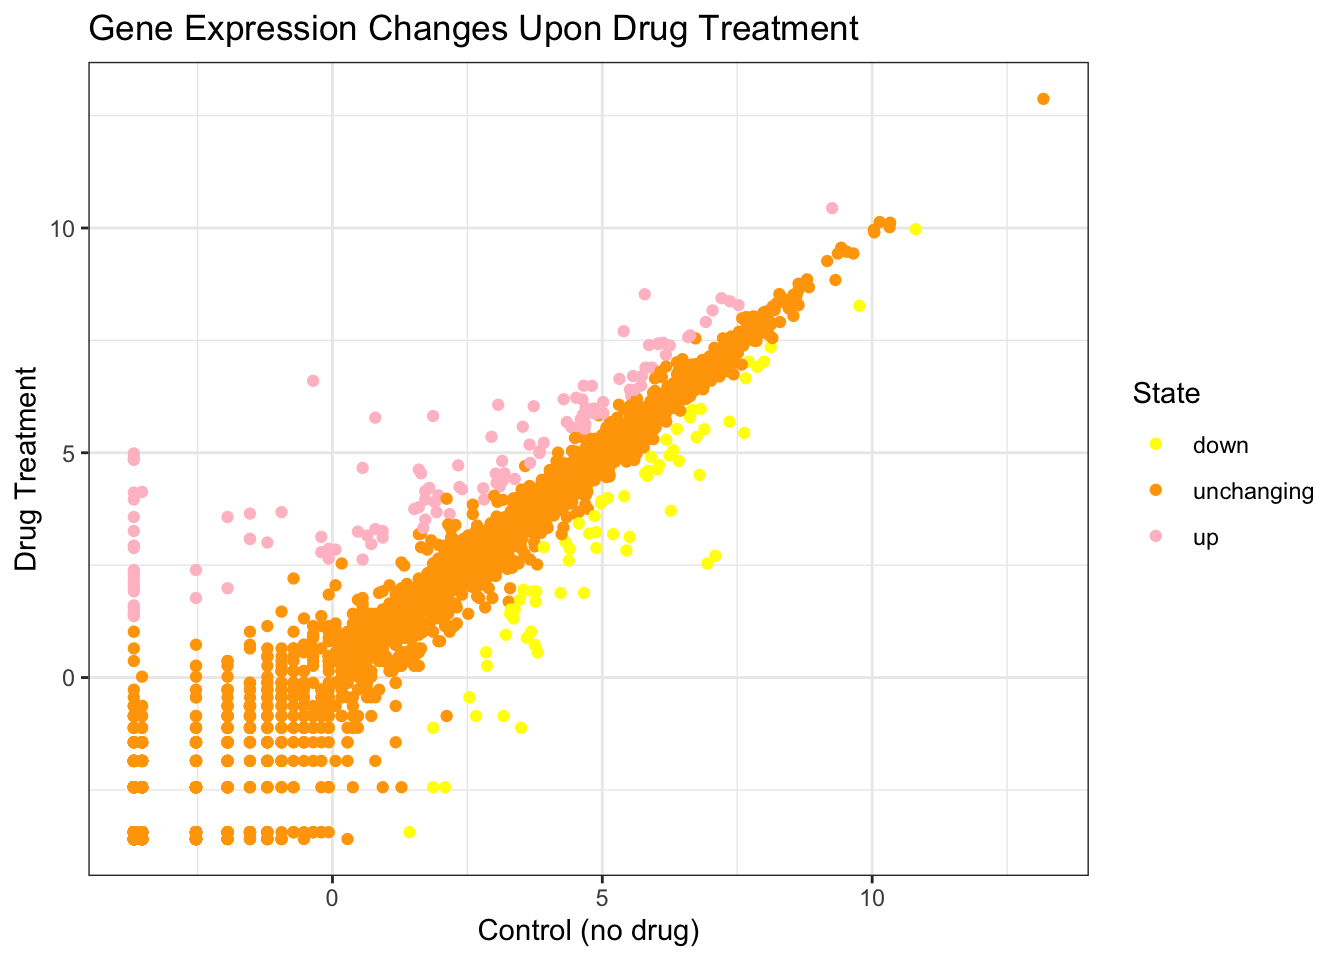 Gene Expression Changes Upon Drug Treatment
Drug Treatment
10
5
0
0
5
10
Control (no drug)
State
down
unchanging
up